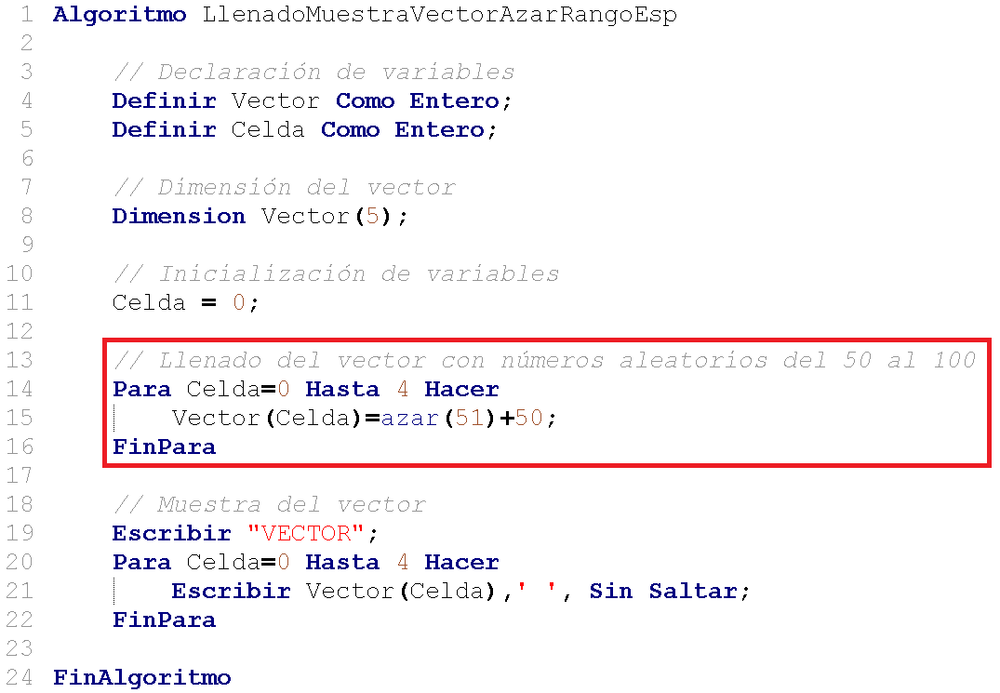 1 Algoritmo LlenadoMuestraVectorAzarRangoEsp
2
3 // Declaración de variables
4 Definir Vector Como Entero;
5 Definir Celda Como Entero;
6
7 // Dimensión del vector
8 Dimension Vector(5);
9
10 // Inicialización de variables
11 Celda = 0;
12
13 // Llenado del vector con números aleatorios del 50 al 100
14 Para Celda=0 Hasta 4 Hacer
15 Vector(Celda)=azar(51)+50;
16 FinPara
17
18 // Muestra del vector
19 Escribir "VECTOR";
20 Para Celda=0 Hasta 4 Hacer
21 Escribir Vector(Celda),' ', Sin Saltar;
22 FinPara
23
24 FinAlgoritmo